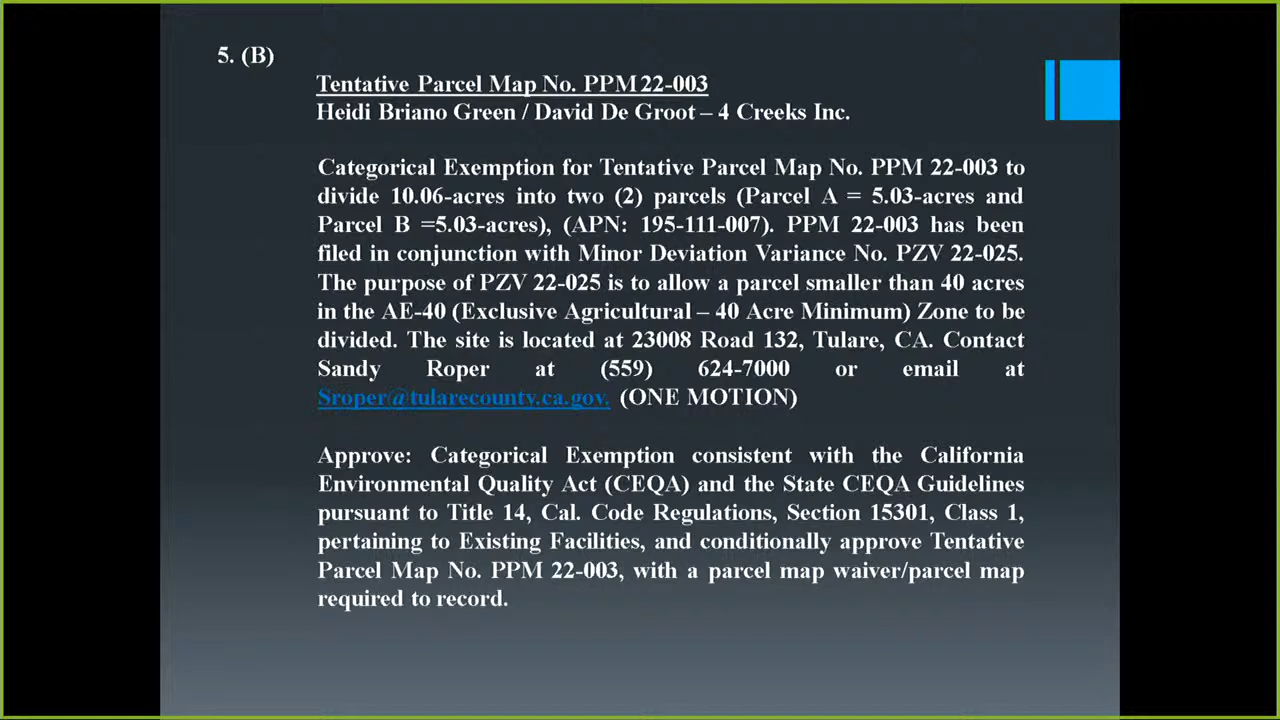 5. (B)
Tentative Parcel Map No. PPM 22-003
Heidi Briano Green / David De Groot – 4 Creeks Inc.
Categorical Exemption for Tentative Parcel Map No. PPM 22-003 to
divide 10.06-acres into two (2) parcels (Parcel A = 5.03-acres and
Parcel B =5.03-acres), (APN: 195-111-007). PPM 22-003 has been
filed in conjunction with Minor Deviation Variance No. PZV 22-025.
The purpose of PZV 22-025 is to allow a parcel smaller than 40 acres
in the AE-40 (Exclusive Agricultural – 40 Acre Minimum) Zone to be
divided. The site is located at 23008 Road 132, Tulare, CA. Contact
Sandy Roper at (559) 624-7000 or email at
Sroper@tularecounty.ca.gov. (ONE MOTION)
Approve: Categorical Exemption consistent with the California
Environmental Quality Act (CEQA) and the State CEQA Guidelines
pursuant to Title 14, Cal. Code Regulations, Section 15301, Class 1,
pertaining to Existing Facilities, and conditionally approve Tentative
Parcel Map No. PPM 22-003, with a parcel map waiver/parcel map
required to record.